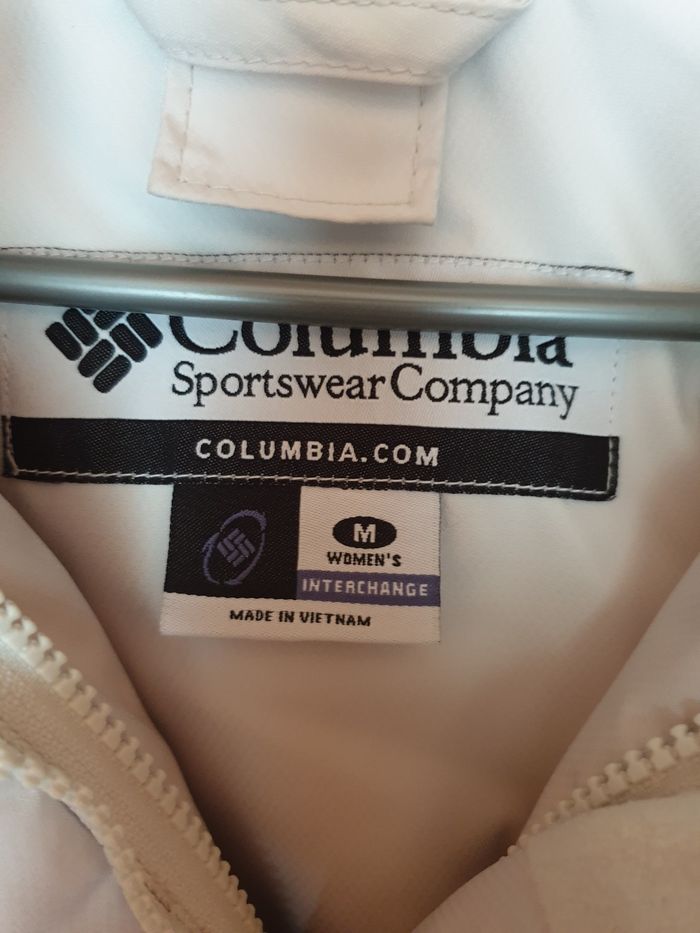 Columbia
Sportswear Company
COLUMBIA.COM
M
WOMEN'S
INTERCHANGE
MADE IN VIETNAM